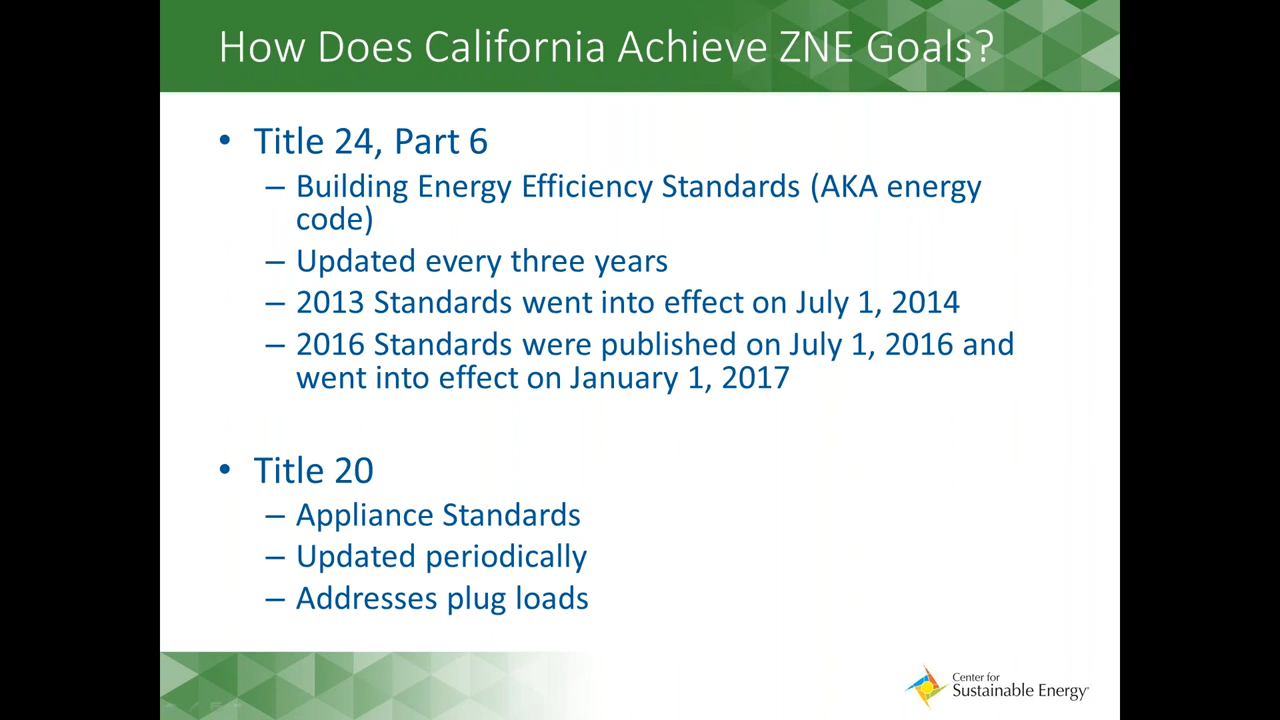 How Does California Achieve ZNE Goals?
• Title 24, Part 6
– Building Energy Efficiency Standards (AKA energy
code)
– Updated every three years
– 2013 Standards went into effect on July 1, 2014
– 2016 Standards were published on July 1, 2016 and
went into effect on January 1, 2017
• Title 20
– Appliance Standards
– Updated periodically
– Addresses plug loads
Center for
Sustainable Energy